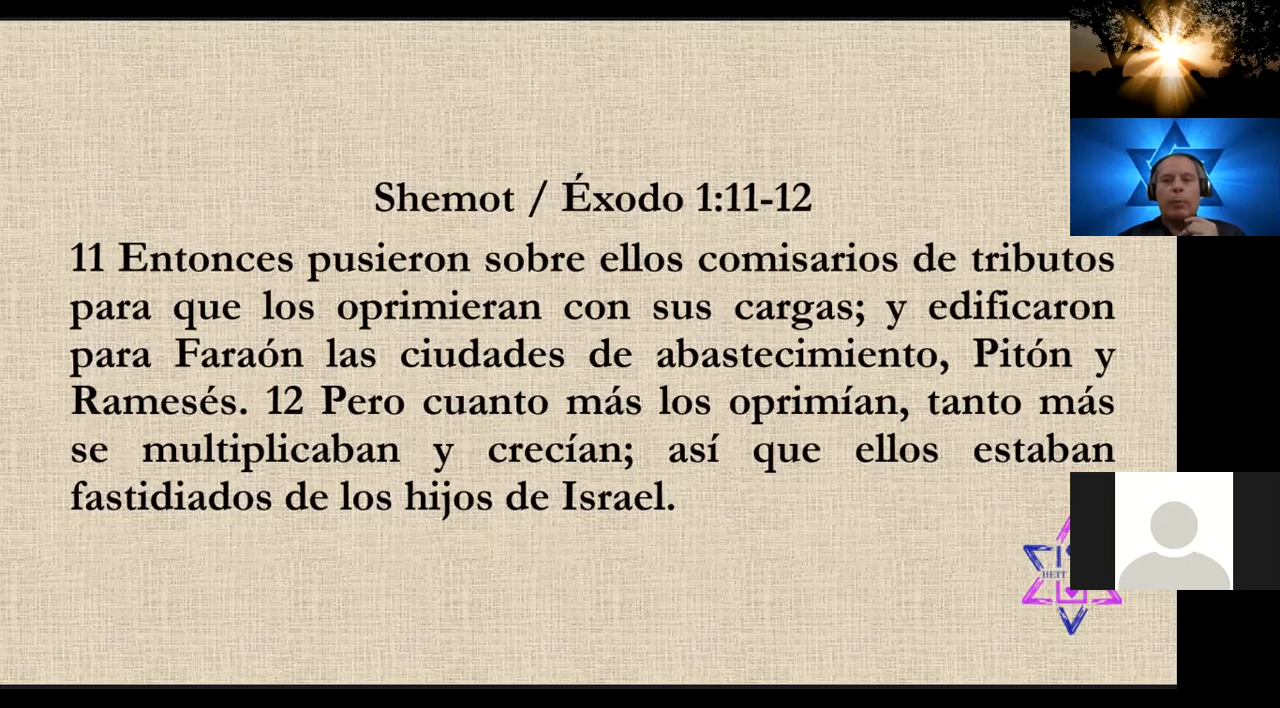 Shemot / Éxodo 1:11-12
11 Entonces pusieron sobre ellos comisarios de tributos
para que los oprimieran con sus cargas; y edificaron
para Faraón las ciudades de abastecimiento, Pitón y
Ramesés. 12 Pero cuanto más los oprimían, tanto más
se multiplicaban y crecían; así que ellos estaban
fastidiados de los hijos de Israel.
BEIT